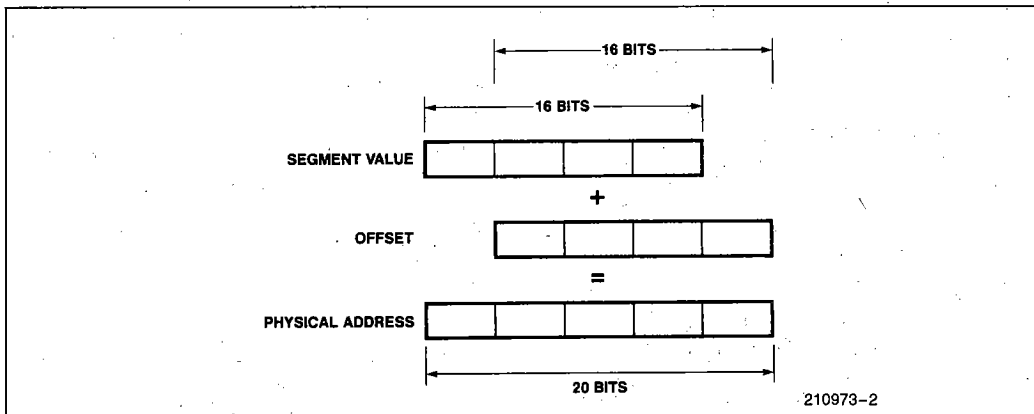 16 BITS
16 BITS
SEGMENT VALUE
+
OFFSET
=
PHYSICAL ADDRESS
20 BITS
210973-2